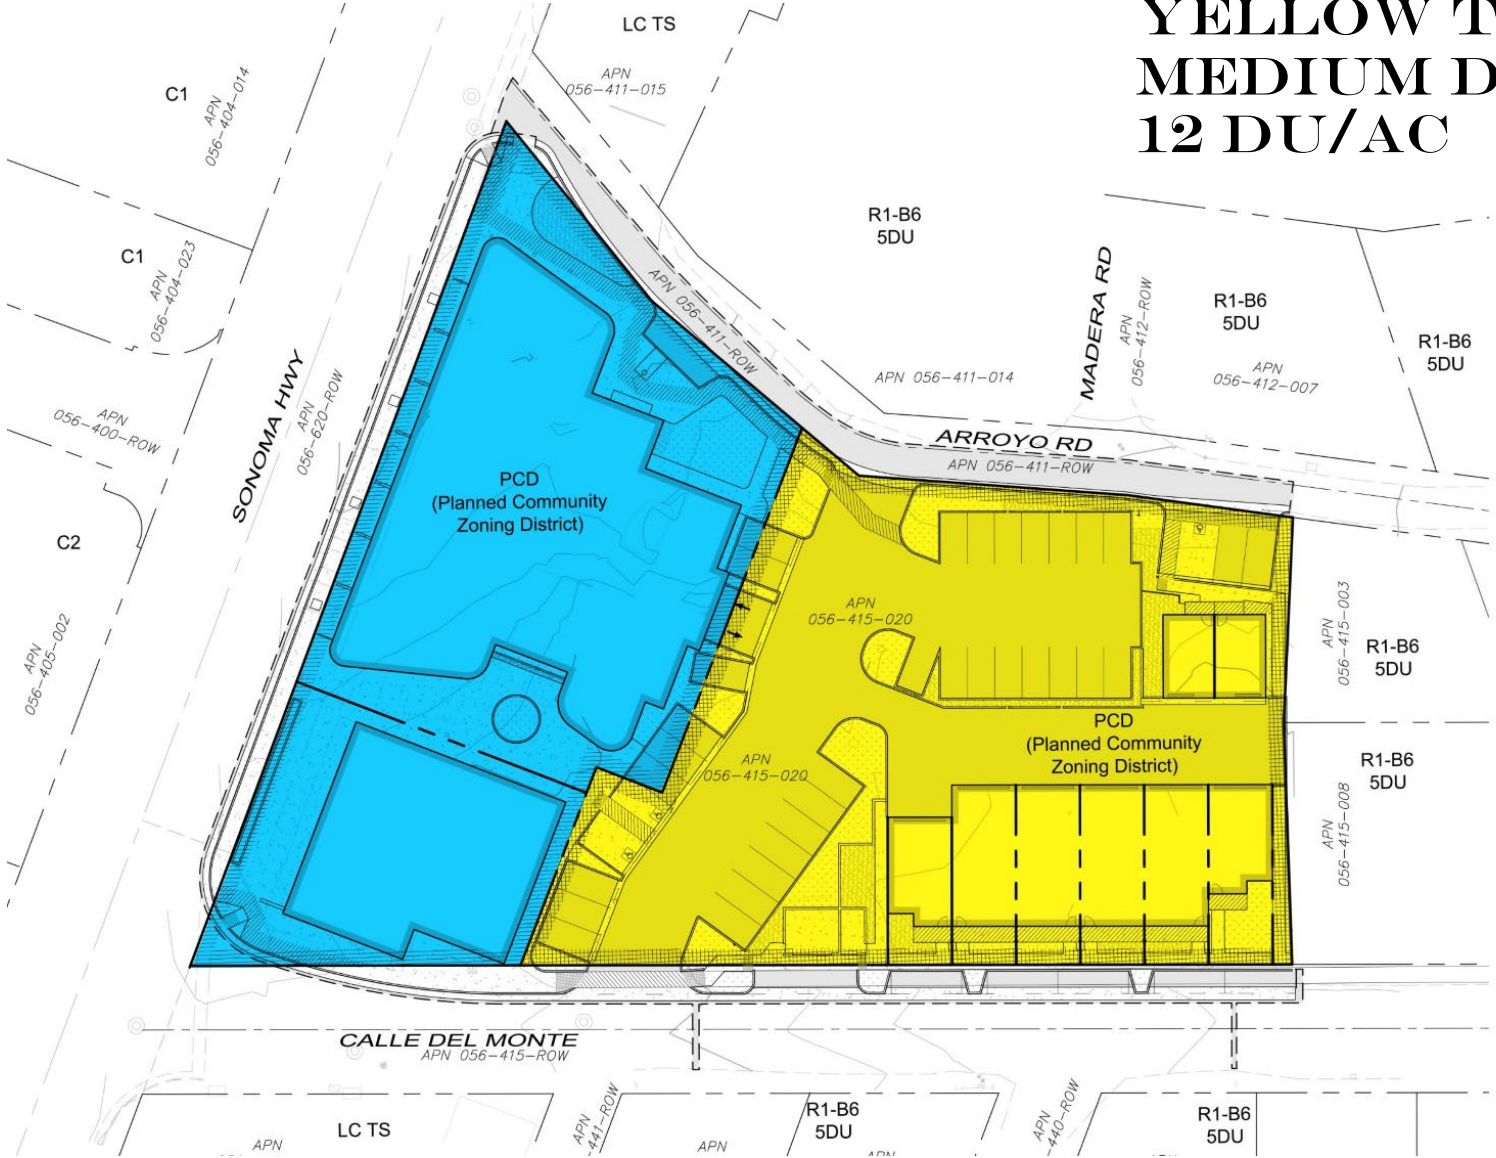 YELLOW T
MEDIUM D
12 DU/AC
LC TS
APN
056-411-015
C1
APN
056-404-014
C1
APN
056-404-023
R1-B6
5DU
APN 056-411-ROW
MADERA RD
APN
056-412-ROW
R1-B6
5DU
R1-B6
5DU
APN
056-412-007
APN 056-411-014
ARROYO RD
APN 056-411-ROW
SONOMA HWY
APN
056-620-ROW
APN
056-400-ROW
PCD
(Planned Community
Zoning District)
C2
APN
056-405-002
APN
056-415-020
APN
056-415-003
R1-B6
5DU
PCD
(Planned Community
Zoning District)
APN
056-415-020
R1-B6
5DU
APN
056-415-008
CALLE DEL MONTE
APN 056-415-ROW
LC TS
APN
APN
-441-ROW
APN
R1-B6
5DU
APN
-440-ROW
R1-B6
5DU